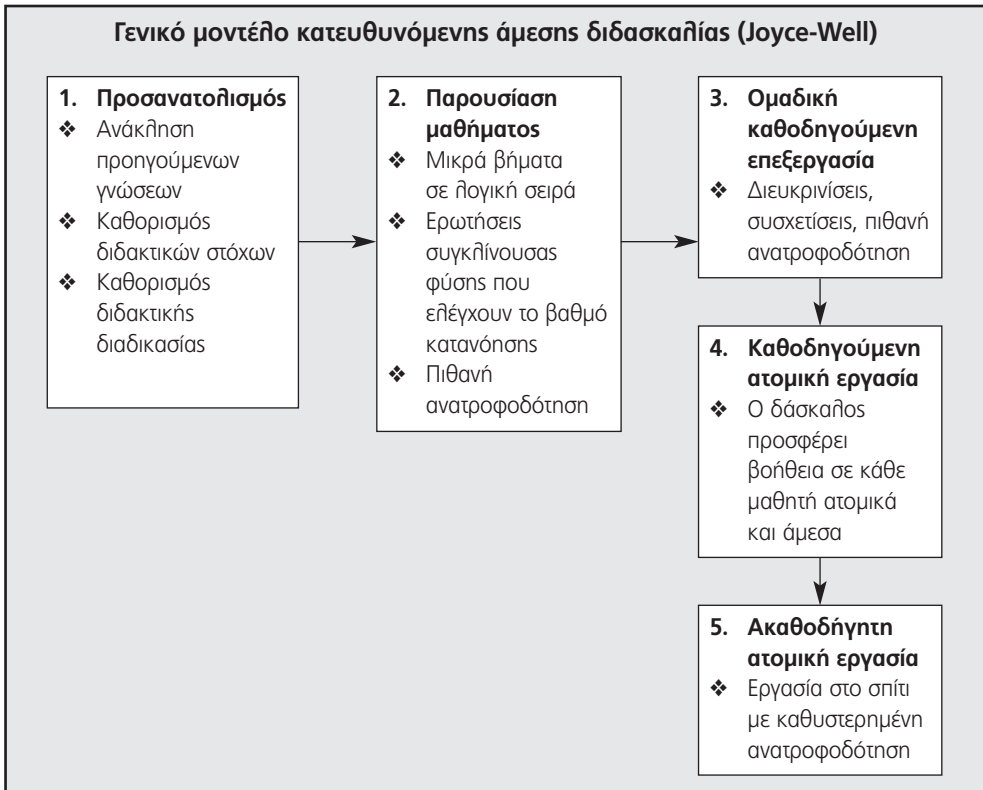 Γενικό μοντέλο κατευθυνόμενης άμεσης διδασκαλίας (Joyce-Well)
1. Προσανατολισμός
❖ Ανάκληση
προηγούμενων
γνώσεων
❖ Καθορισμός
διδακτικών στόχων
❖ Καθορισμός
διδακτικής
διαδικασίας
2. Παρουσίαση
μαθήματος
❖ Μικρά βήματα
σε λογική σειρά
❖ Ερωτήσεις
συγκλίνουσας
φύσης που
ελέγχουν το βαθμό
κατανόησης
❖ Πιθανή
ανατροφοδότηση
3. Ομαδική
καθοδηγούμενη
επεξεργασία
❖ Διευκρινίσεις,
συσχετίσεις, πιθανή
ανατροφοδότηση
4. Καθοδηγούμενη
ατομική εργασία
❖ Ο δάσκαλος
προσφέρει
βοήθεια σε κάθε
μαθητή ατομικά
και άμεσα
5. Ακαθοδήγητη
ατομική εργασία
❖ Εργασία στο σπίτι
με καθυστερημένη
ανατροφοδότηση